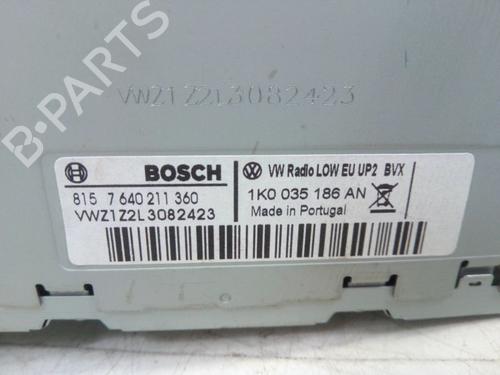 VWZ1Z2L3082423
BOSCH
VW Radio LOW EU UP2 BVX
815 7 640 211 360
1K0 035 186 AN
VWZ1Z2L3082423
Made in Portugal
B-PARTS